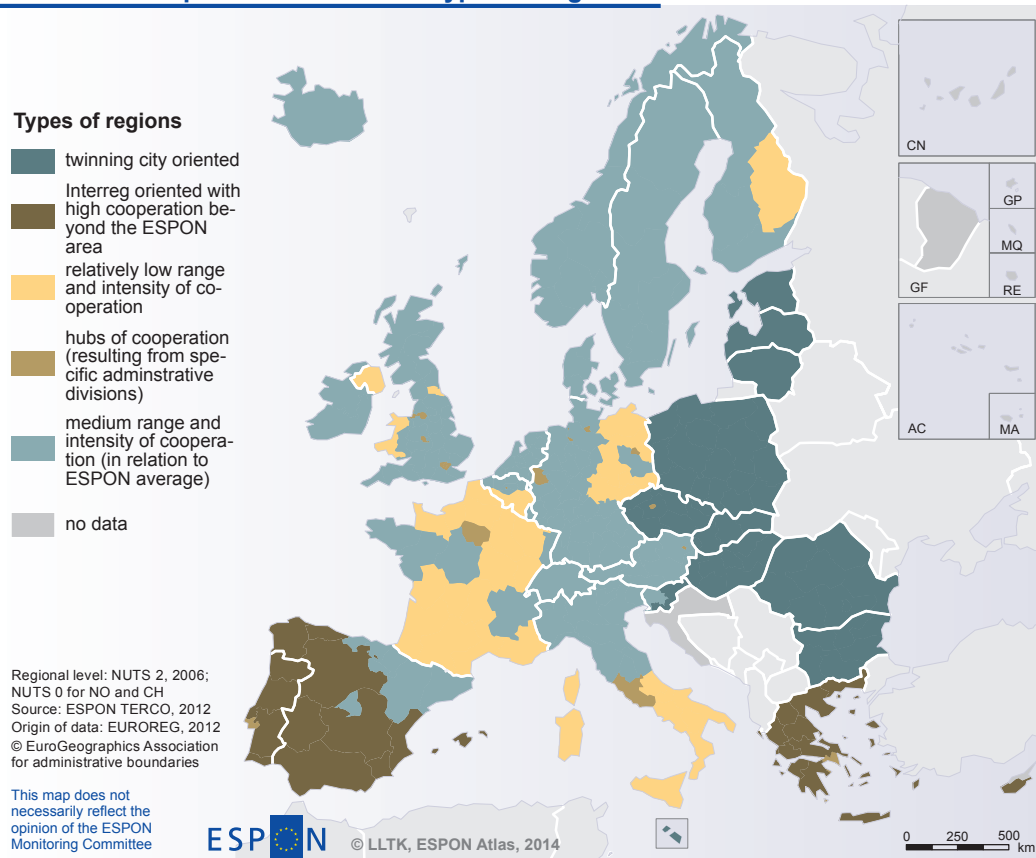 Types of regions
twinning city oriented
Interreg oriented with
high cooperation be-
yond the ESPON
area
relatively low range
and intensity of co-
operation
hubs of cooperation
(resulting from spe-
cific adminstrative
divisions)
medium range and
intensity of coopera-
tion (in relation to
ESPON average)
no data
CN
GP
MQ
GF
RE
AC
MA
Regional level: NUTS 2, 2006;
NUTS 0 for NO and CH
Source: ESPON TERCO, 2012
Origin of data: EUROREG, 2012
© EuroGeographics Association
for administrative boundaries
This map does not
necessarily reflect the
opinion of the ESPON
Monitoring Committee
ESPON
© LLTK, ESPON Atlas, 2014
0 250 500
km